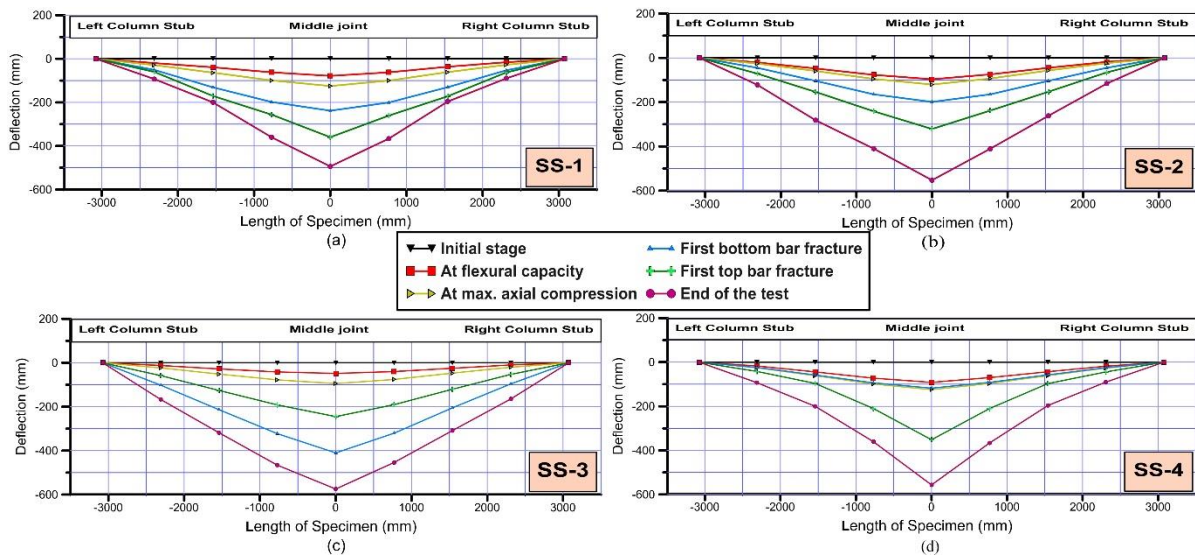 Left Column Stub Middle joint Right Column Stub
200
0
-200
-400
-600
Deflection (mm)
SS-1
-3000 -2000 -1000 0 1000 2000 3000
Length of Specimen (mm)
(a)
Left Column Stub Middle joint Right Column Stub
200
0
-200
-400
-600
Deflection (mm)
SS-2
-3000 -2000 -1000 0 1000 2000 3000
Length of Specimen (mm)
(b)
Initial stage First bottom bar fracture
At flexural capacity First top bar fracture
At max. axial compression End of the test
Left Column Stub Middle joint Right Column Stub
200
0
-200
-400
-600
Deflection (mm)
SS-3
-3000 -2000 -1000 0 1000 2000 3000
Length of Specimen (mm)
(c)
Left Column Stub Middle joint Right Column Stub
200
0
-200
-400
-600
Deflection (mm)
SS-4
-3000 -2000 -1000 0 1000 2000 3000
Length of Specimen (mm)
(d)